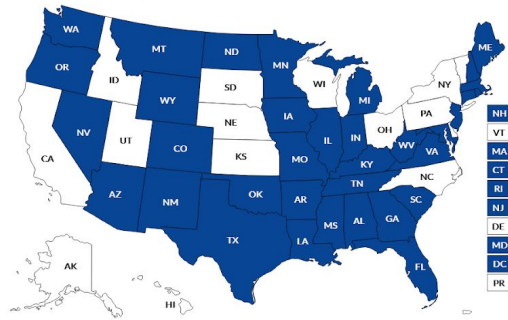 WA
MT
ND
MN
ME
OR
ID
SD
WI
NY
WY
MI
NE
IA
PA
NV
UT
CO
IL
IN
OH
CA
KS
MO
KY
WV
VA
NC
TN
AZ
NM
OK
AR
SC
MS
AL
GA
TX
LA
FL
AK
HI
NH
VT
MA
CT
RI
NJ
DE
MD
DC
PR